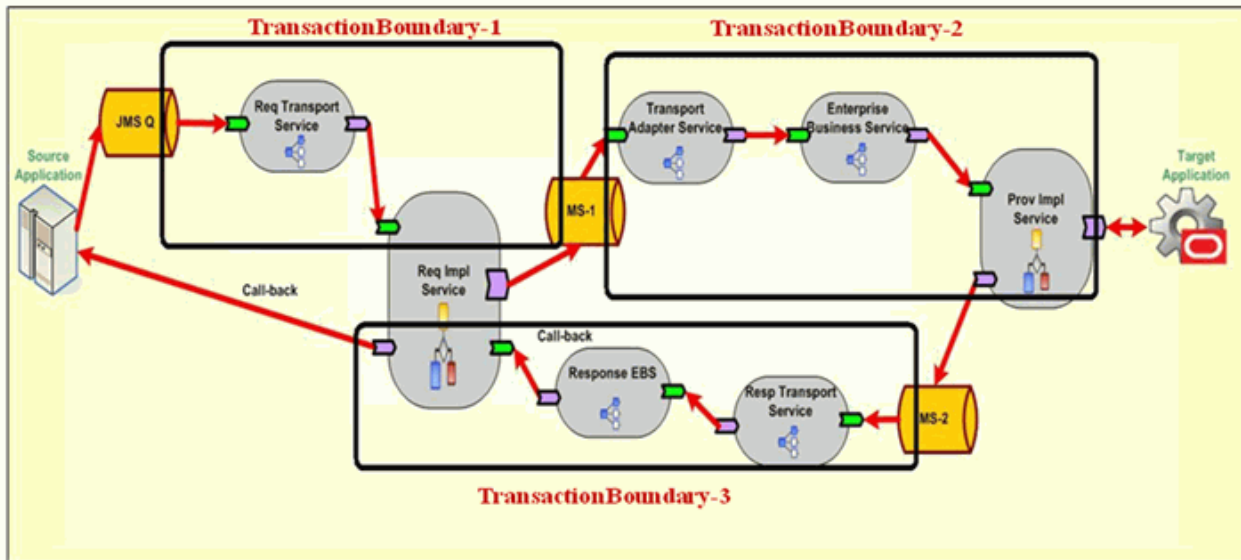 TransactionBoundary-1
TransactionBoundary-2
JMS Q
Req Transport
Service
Transport
Adapter Service
Enterprise
Business Service
Source
Application
Target
Application
MS-1
Prov Impl
Service
Req Impl
Service
Call-back
Call-back
Response EBS
Resp Transport
Service
MS-2
TransactionBoundary-3